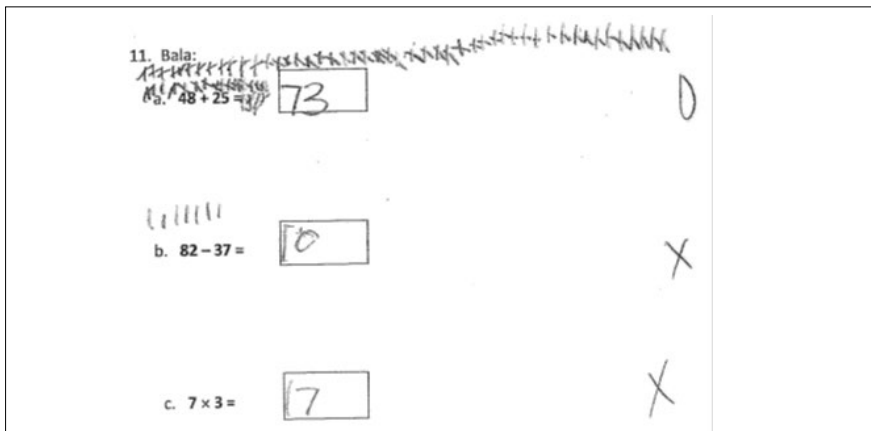 11. Bala:
a. 48 + 25 = 73
b. 82 – 37 = 10
c. 7 × 3 = 17